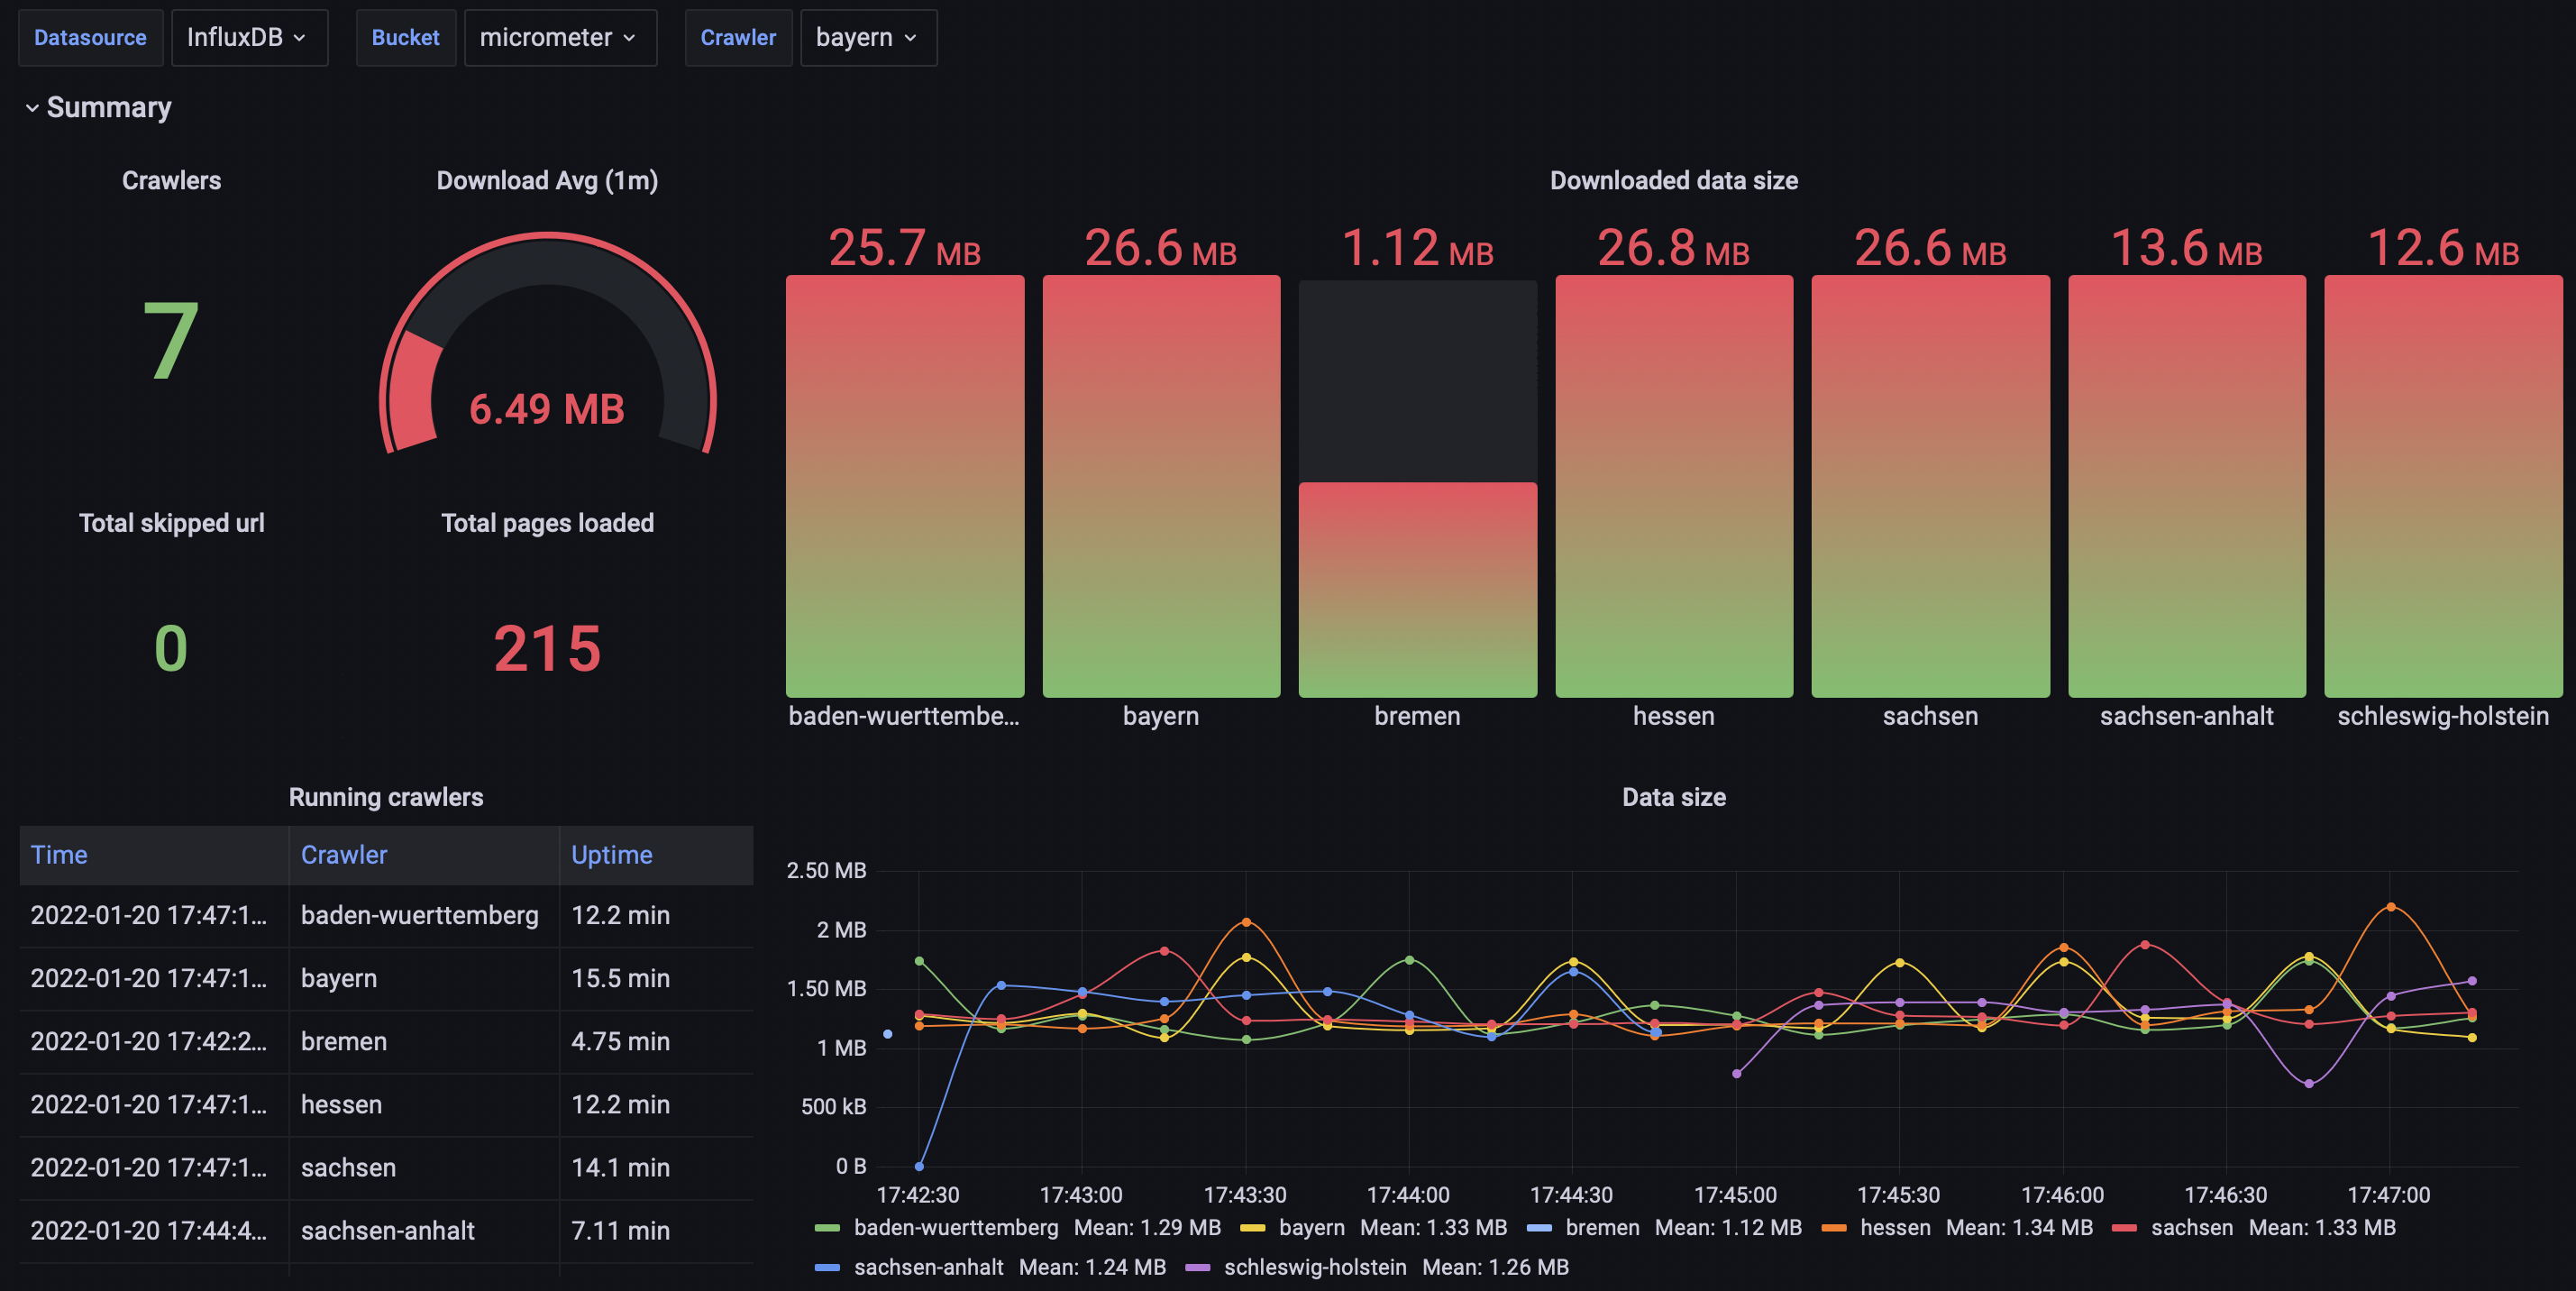 Datasource InfluxDB Bucket micrometer Crawler bayern
Summary
Crawlers
7
Download Avg (1m)
6.49 MB
Total skipped url
0
Total pages loaded
215
Downloaded data size
25.7 MB 26.6 MB 1.12 MB 26.8 MB 26.6 MB 13.6 MB 12.6 MB
baden-wuerttembe... bayern bremen hessen sachsen sachsen-anhalt schleswig-holstein
Running crawlers
Time Crawler Uptime
2022-01-20 17:47:1... baden-wuerttemberg 12.2 min
2022-01-20 17:47:1... bayern 15.5 min
2022-01-20 17:42:2... bremen 4.75 min
2022-01-20 17:47:1... hessen 12.2 min
2022-01-20 17:47:1... sachsen 14.1 min
2022-01-20 17:44:4... sachsen-anhalt 7.11 min
Data size
2.50 MB
2 MB
1.50 MB
1 MB
500 kB
0 B
17:42:30 17:43:00 17:43:30 17:44:00 17:44:30 17:45:00 17:45:30 17:46:00 17:46:30 17:47:00
baden-wuerttemberg Mean: 1.29 MB bayern Mean: 1.33 MB bremen Mean: 1.12 MB hessen Mean: 1.34 MB sachsen Mean: 1.33 MB
sachsen-anhalt Mean: 1.24 MB schleswig-holstein Mean: 1.26 MB